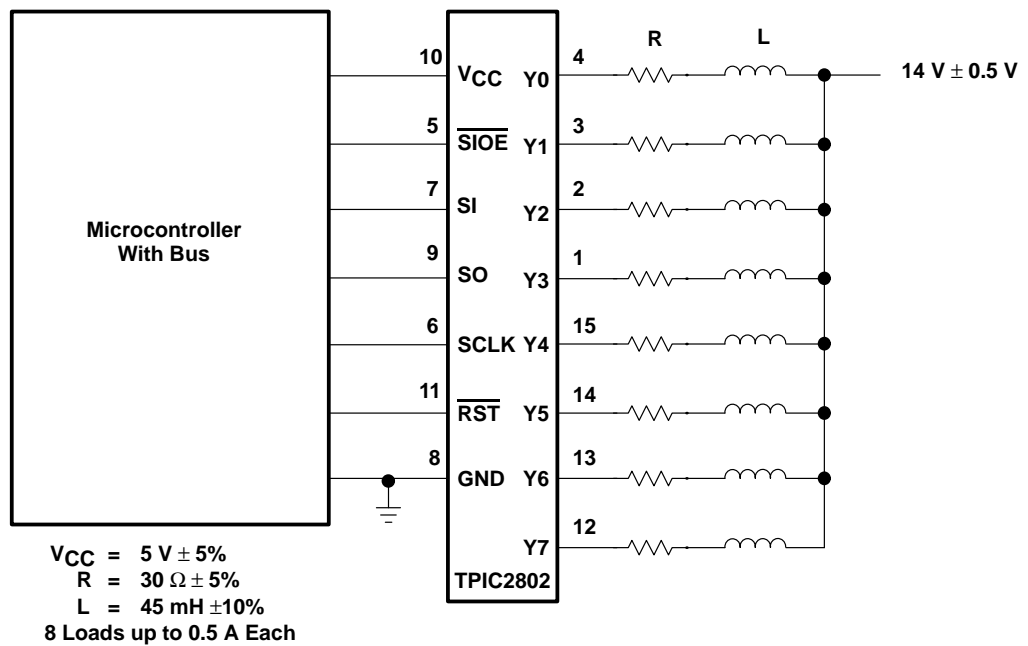 R L
10 VCC Y0 4 14 V ± 0.5 V
5 S̅I̅O̅E̅ Y1 3
7 SI Y2 2
Microcontroller
With Bus
9 SO Y3 1
6 SCLK Y4 15
11 R̅S̅T̅ Y5 14
8 GND Y6 13
Y7 12
TPIC2802
VCC = 5 V ± 5%
R = 30 Ω ± 5%
L = 45 mH ±10%
8 Loads up to 0.5 A Each